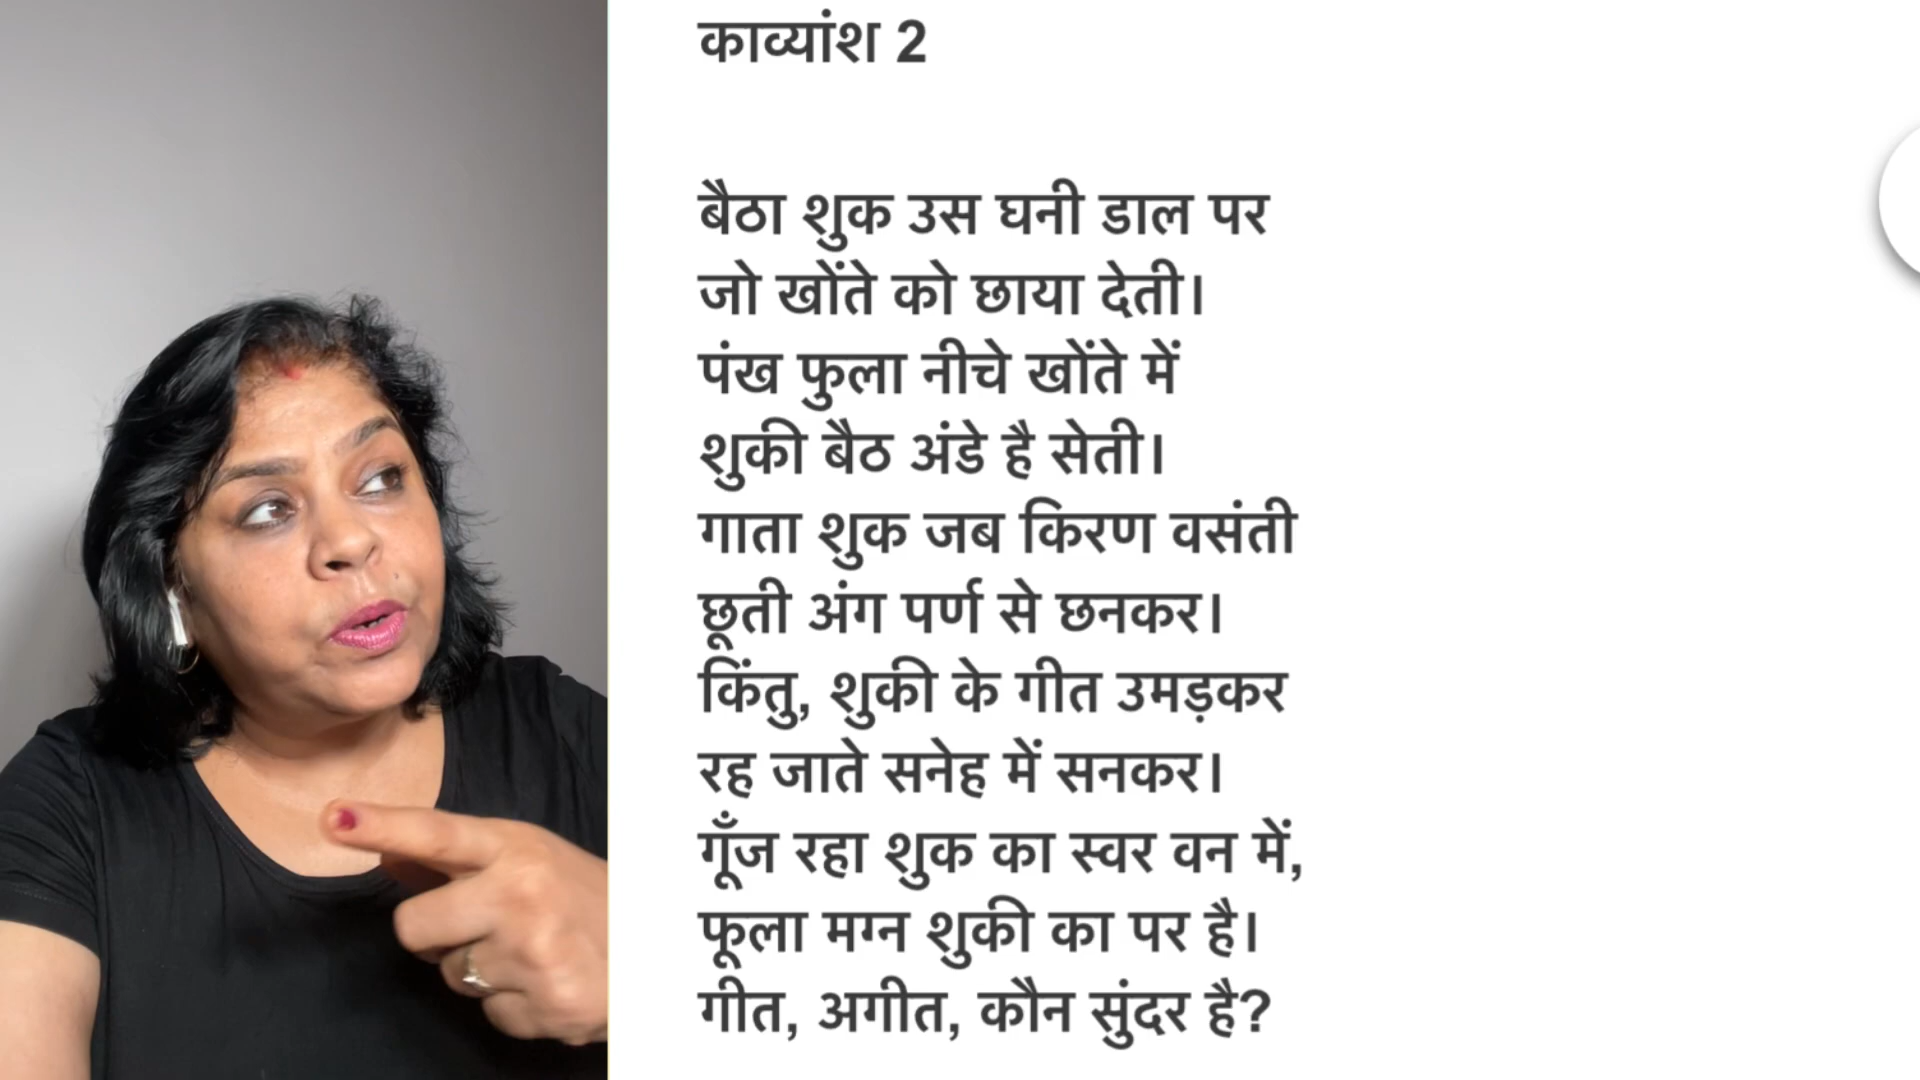 काव्यांश 2
बैठा शुक उस घनी डाल पर
जो खोंते को छाया देती।
पंख फुला नीचे खोंते में
शुकी बैठ अंडे है सेती।
गाता शुक जब किरण वसंती
छूती अंग पर्ण से छनकर।
किंतु, शुकी के गीत उमड़कर
रह जाते सनेह में सनकर।
गूँज रहा शुक का स्वर वन में,
फूला मग्न शुकी का पर है।
गीत, अगीत, कौन सुंदर है?